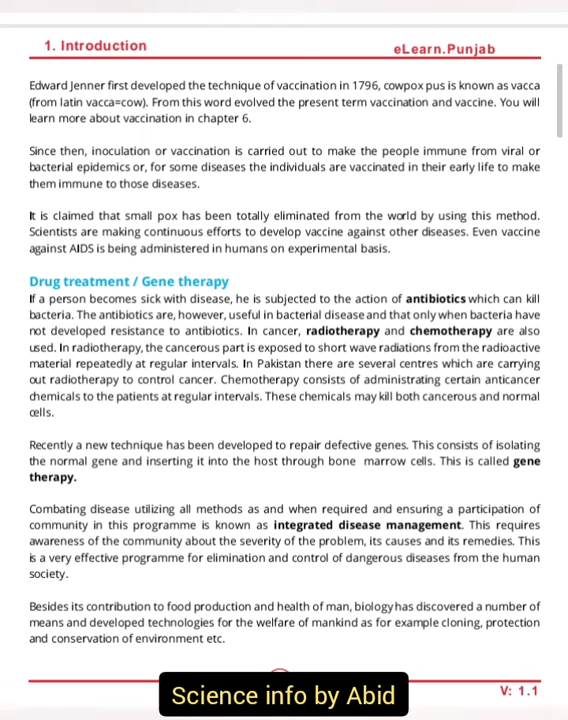 1. Introduction
eLearn.Punjab
Edward Jenner first developed the technique of vaccination in 1796, cowpox pus is known as vacca
(from latin vacca=cow). From this word evolved the present term vaccination and vaccine. You will
learn more about vaccination in chapter 6.
Since then, inoculation or vaccination is carried out to make the people immune from viral or
bacterial epidemics or, for some diseases the individuals are vaccinated in their early life to make
them immune to those diseases.
It is claimed that small pox has been totally eliminated from the world by using this method.
Scientists are making continuous efforts to develop vaccine against other diseases. Even vaccine
against AIDS is being administered in humans on experimental basis.
Drug treatment / Gene therapy
If a person becomes sick with disease, he is subjected to the action of antibiotics which can kill
bacteria. The antibiotics are, however, useful in bacterial disease and that only when bacteria have
not developed resistance to antibiotics. In cancer, radiotherapy and chemotherapy are also
used. In radiotherapy, the cancerous part is exposed to short wave radiations from the radioactive
material repeatedly at regular intervals. In Pakistan there are several centres which are carrying
out radiotherapy to control cancer. Chemotherapy consists of administrating certain anticancer
chemicals to the patients at regular intervals. These chemicals may kill both cancerous and normal
cells.
Recently a new technique has been developed to repair defective genes. This consists of isolating
the normal gene and inserting it into the host through bone marrow cells. This is called gene
therapy.
Combating disease utilizing all methods as and when required and ensuring a participation of
community in this programme is known as integrated disease management. This requires
awareness of the community about the severity of the problem, its causes and its remedies. This
is a very effective programme for elimination and control of dangerous diseases from the human
society.
Besides its contribution to food production and health of man, biology has discovered a number of
means and developed technologies for the welfare of mankind as for example cloning, protection
and conservation of environment etc.
Science info by Abid
V: 1.1